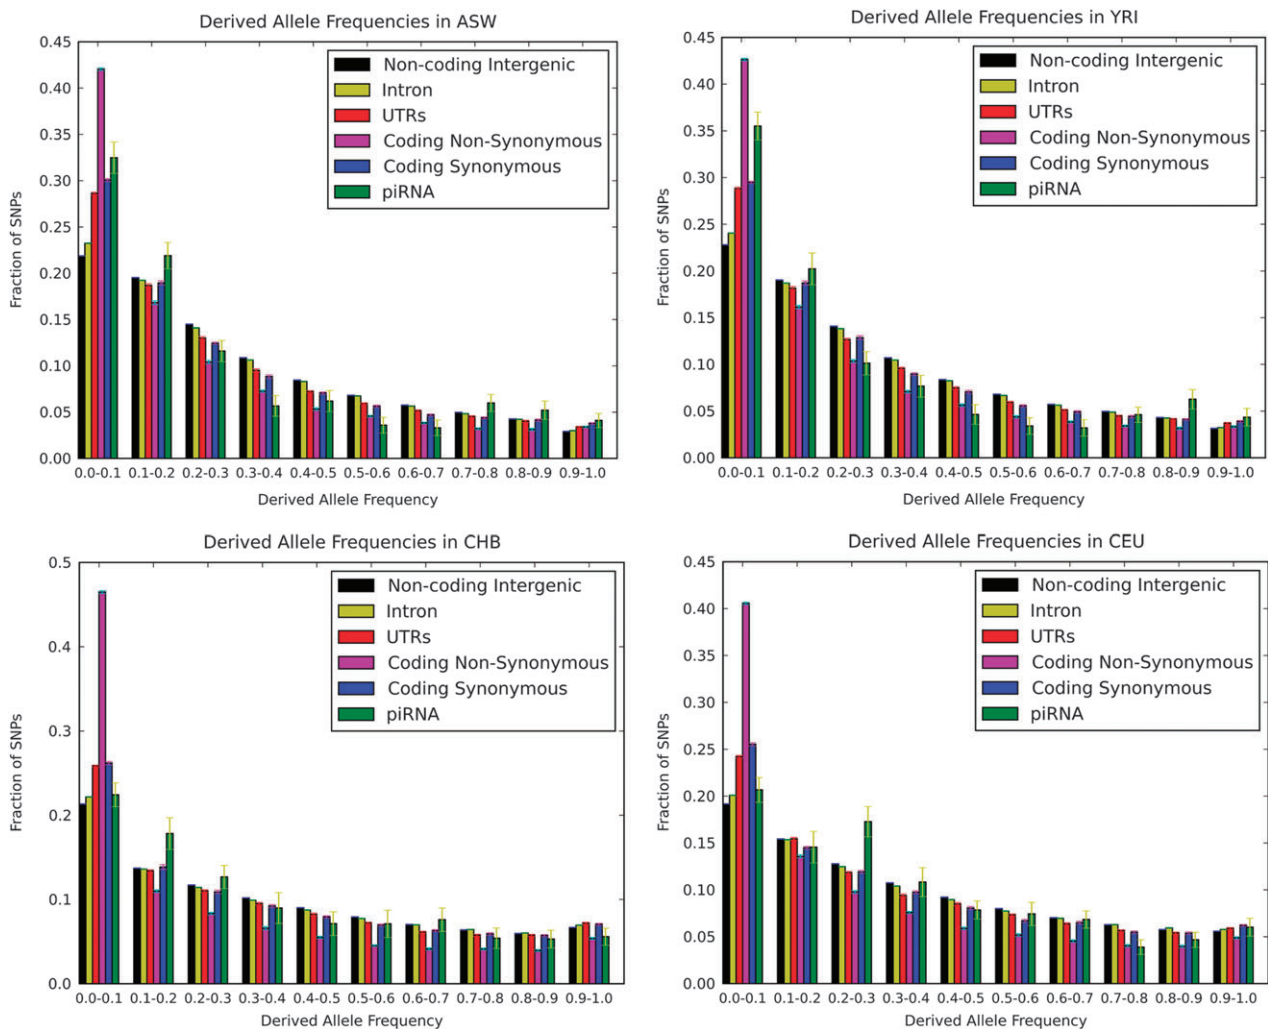 Derived Allele Frequencies in ASW
0.45
0.40
0.35
0.30
0.25
0.20
0.15
0.10
0.05
0.00
Fraction of SNPs
Non-coding Intergenic
Intron
UTRs
Coding Non-Synonymous
Coding Synonymous
piRNA
0.0-0.1 0.1-0.2 0.2-0.3 0.3-0.4 0.4-0.5 0.5-0.6 0.6-0.7 0.7-0.8 0.8-0.9 0.9-1.0
Derived Allele Frequency
Derived Allele Frequencies in YRI
0.45
0.40
0.35
0.30
0.25
0.20
0.15
0.10
0.05
0.00
Fraction of SNPs
Non-coding Intergenic
Intron
UTRs
Coding Non-Synonymous
Coding Synonymous
piRNA
0.0-0.1 0.1-0.2 0.2-0.3 0.3-0.4 0.4-0.5 0.5-0.6 0.6-0.7 0.7-0.8 0.8-0.9 0.9-1.0
Derived Allele Frequency
Derived Allele Frequencies in CHB
0.5
0.4
0.3
0.2
0.1
0.0
Fraction of SNPs
Non-coding Intergenic
Intron
UTRs
Coding Non-Synonymous
Coding Synonymous
piRNA
0.0-0.1 0.1-0.2 0.2-0.3 0.3-0.4 0.4-0.5 0.5-0.6 0.6-0.7 0.7-0.8 0.8-0.9 0.9-1.0
Derived Allele Frequency
Derived Allele Frequencies in CEU
0.45
0.40
0.35
0.30
0.25
0.20
0.15
0.10
0.05
0.00
Fraction of SNPs
Non-coding Intergenic
Intron
UTRs
Coding Non-Synonymous
Coding Synonymous
piRNA
0.0-0.1 0.1-0.2 0.2-0.3 0.3-0.4 0.4-0.5 0.5-0.6 0.6-0.7 0.7-0.8 0.8-0.9 0.9-1.0
Derived Allele Frequency